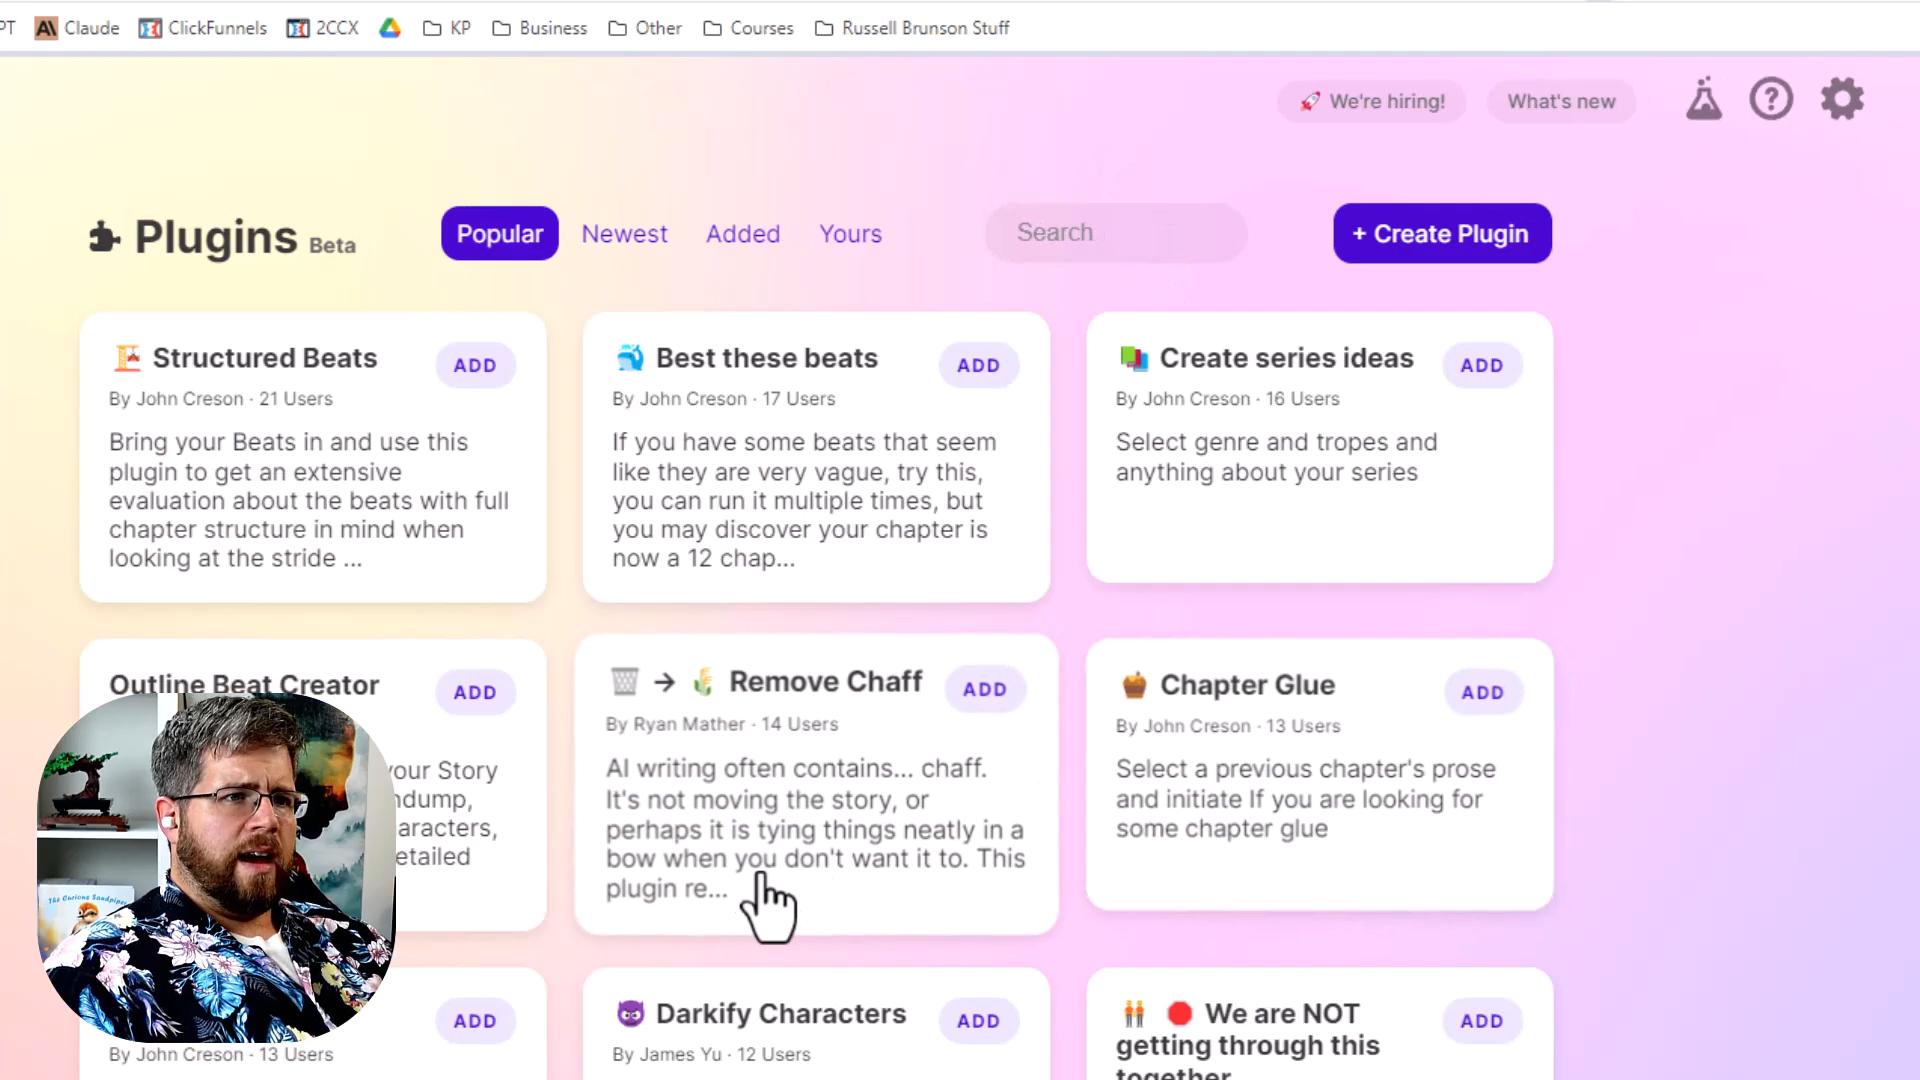 PT Claude ClickFunnels 2CCX KP Business Other Courses Russell Brunson Stuff
🚀 We're hiring! What's new
Plugins Beta Popular Newest Added Yours Search + Create Plugin
Structured Beats ADD
By John Creson · 21 Users
Bring your Beats in and use this
plugin to get an extensive
evaluation about the beats with full
chapter structure in mind when
looking at the stride ...
Best these beats ADD
By John Creson · 17 Users
If you have some beats that seem
like they are very vague, try this,
you can run it multiple times, but
you may discover your chapter is
now a 12 chap...
Create series ideas ADD
By John Creson · 16 Users
Select genre and tropes and
anything about your series
Outline Beat Creator ADD
your Story
ndump,
aracters,
etailed
🗑 → 🌾 Remove Chaff ADD
By Ryan Mather · 14 Users
AI writing often contains... chaff.
It's not moving the story, or
perhaps it is tying things neatly in a
bow when you don't want it to. This
plugin re...
Chapter Glue ADD
By John Creson · 13 Users
Select a previous chapter's prose
and initiate If you are looking for
some chapter glue
The Curious Sandpiper
ADD
By John Creson · 13 Users
😈 Darkify Characters ADD
By James Yu · 12 Users
We are NOT ADD
getting through this
together